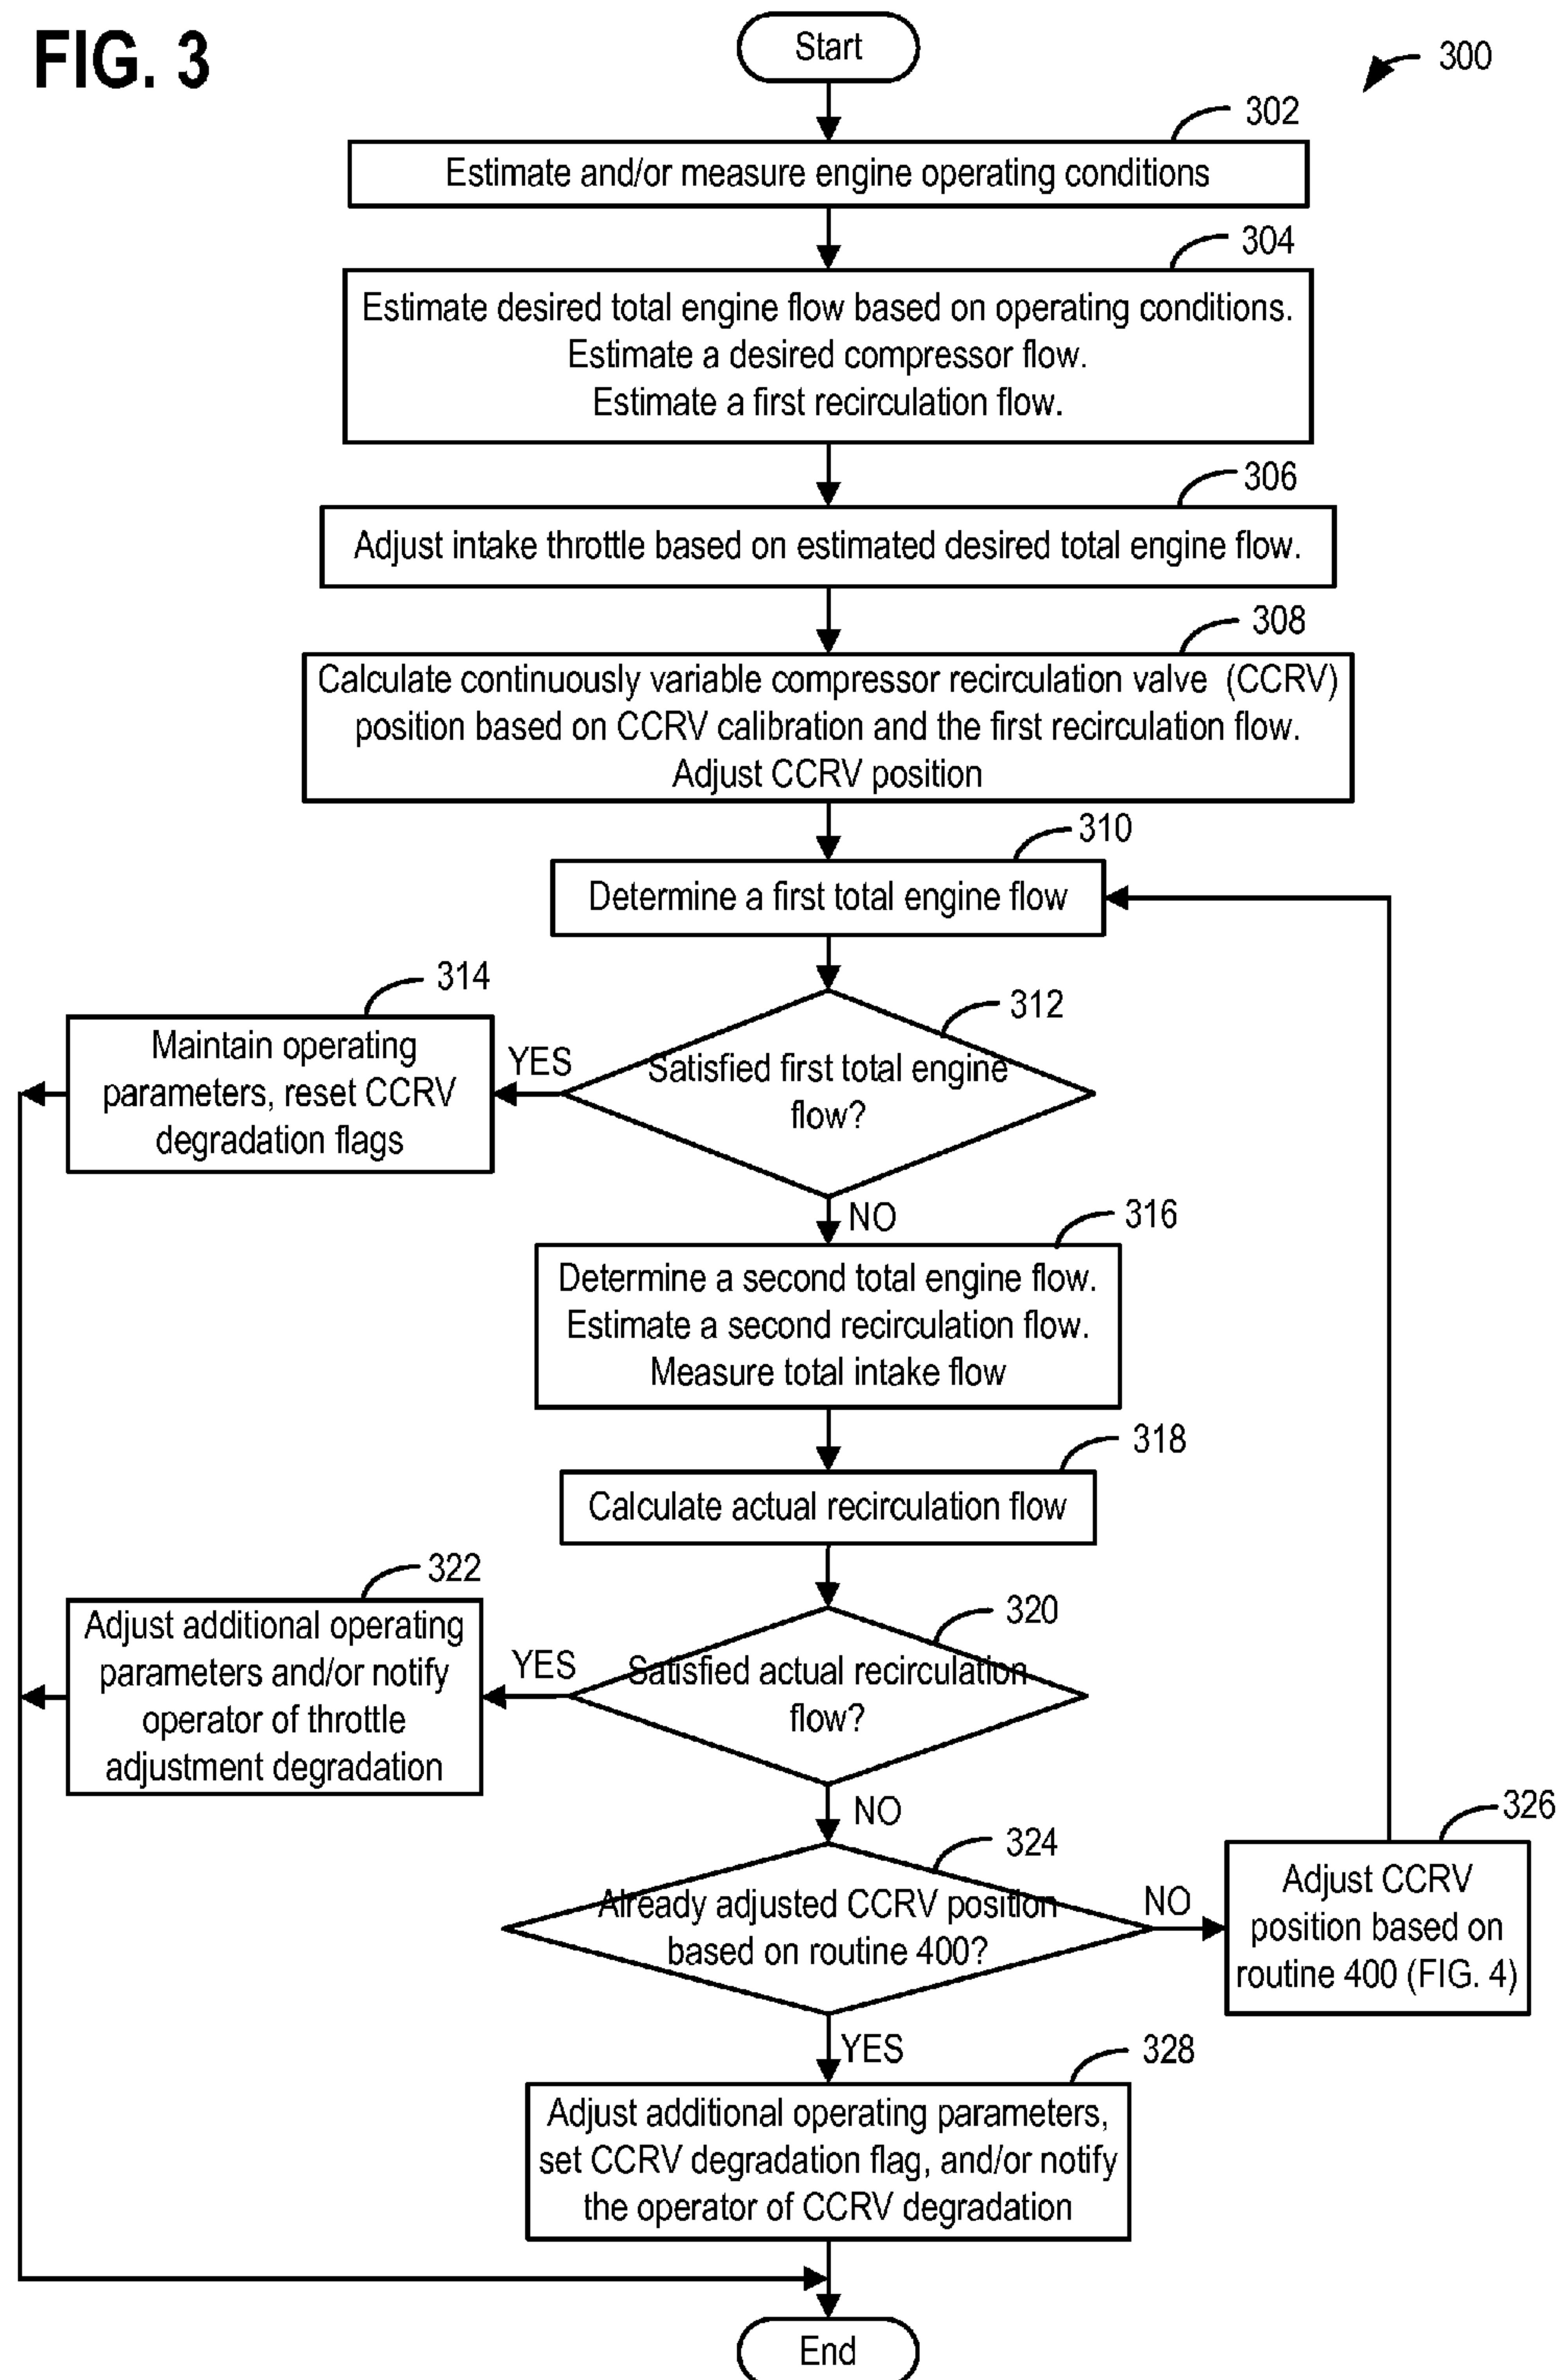 FIG. 3
Start
300
302
Estimate and/or measure engine operating conditions
304
Estimate desired total engine flow based on operating conditions.
Estimate a desired compressor flow.
Estimate a first recirculation flow.
306
Adjust intake throttle based on estimated desired total engine flow.
308
Calculate continuously variable compressor recirculation valve (CCRV)
position based on CCRV calibration and the first recirculation flow.
Adjust CCRV position
310
Determine a first total engine flow
312
Satisfied first total engine
flow?
YES
314
Maintain operating
parameters, reset CCRV
degradation flags
NO
316
Determine a second total engine flow.
Estimate a second recirculation flow.
Measure total intake flow
318
Calculate actual recirculation flow
320
Satisfied actual recirculation
flow?
YES
322
Adjust additional operating
parameters and/or notify
operator of throttle
adjustment degradation
NO
324
Already adjusted CCRV position
based on routine 400?
NO
326
Adjust CCRV
position based on
routine 400 (FIG. 4)
YES
328
Adjust additional operating parameters,
set CCRV degradation flag, and/or notify
the operator of CCRV degradation
End